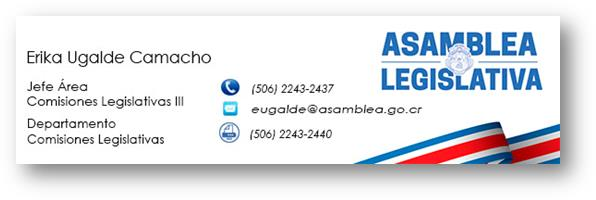 Erika Ugalde Camacho
Jefe Área
Comisiones Legislativas III
Departamento
Comisiones Legislativas
(506) 2243-2437
eugalde@asamblea.go.cr
(506) 2243-2440
ASAMBLEA
LEGISLATIVA